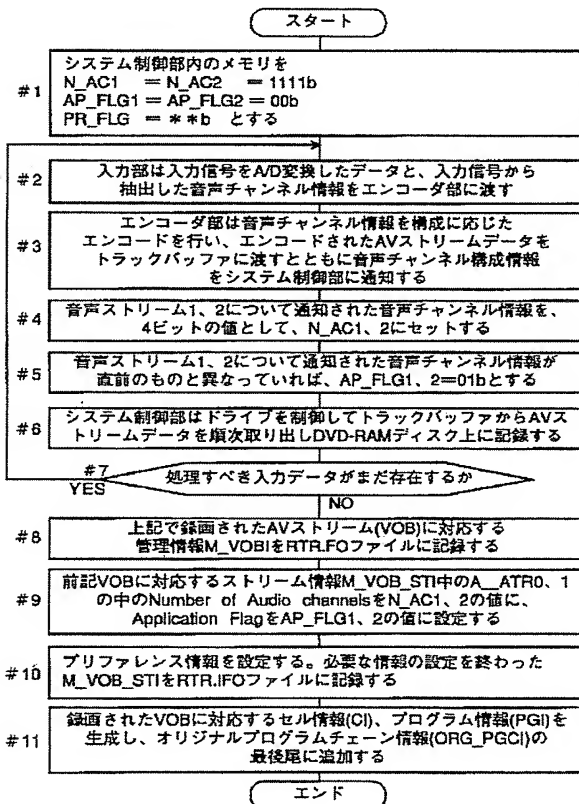 スタート
#1
システム制御部内のメモリを
N_AC1 =N_AC2 =1111b
AP_FLG1=AP_FLG2=00b
PR_FLG =**b とする
#2
入力部は入力信号をA/D変換したデータと、入力信号から
抽出した音声チャンネル情報をエンコーダ部に渡す
#3
エンコーダ部は音声チャンネル情報を構成に応じた
エンコードを行い、エンコードされたAVストリームデータを
トラックバッファに渡すとともに音声チャンネル構成情報
をシステム制御部に通知する
#4
音声ストリーム1、2について通知された音声チャンネル情報を、
4ビットの値として、N_AC1、2にセットする
#5
音声ストリーム1、2について通知された音声チャンネル情報が
直前のものと異なっていれば、AP_FLG1、2=01bとする
#6
システム制御部はドライブを制御してトラックバッファからAVス
トリームデータを順次取り出しDVD-RAMディスク上に記録する
#7
YES
処理すべき入力データがまだ存在するか
NO
#8
上記で録画されたAVストリーム(VOB)に対応する
管理情報M_VOBIをRTR.IFOファイルに記録する
#9
前記VOBに対応するストリーム情報M_VOB_STI中のA__ATR0、1
の中のNumber of Audio channelsをN_AC1、2の値に、
Application FlagをAP_FLG1、2の値に設定する
#10
プリファレンス情報を設定する。必要な情報の設定を終わった
M_VOB_STIをRTR.IFOファイルに記録する
#11
録画されたVOBに対応するセル情報(CI)、プログラム情報(PGI)
を生成し、オリジナルプログラムチェーン情報(ORG_PGCI)の
最後尾に追加する
エンド